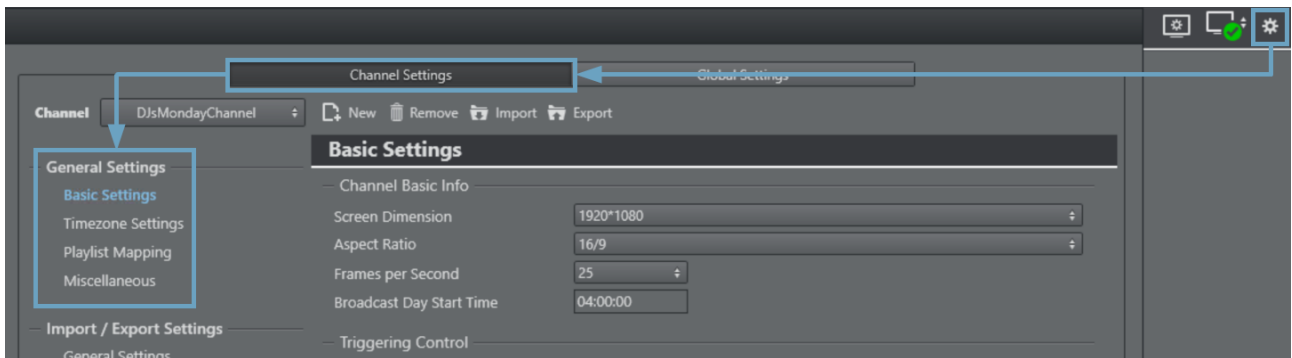 Channel Settings
Global Settings
Channel DJsMondayChannel New Remove Import Export
Basic Settings
General Settings
Basic Settings
Timezone Settings
Playlist Mapping
Miscellaneous
Import / Export Settings
General Settings
Channel Basic Info
Screen Dimension 1920*1080
Aspect Ratio 16/9
Frames per Second 25
Broadcast Day Start Time 04:00:00
Triggering Control